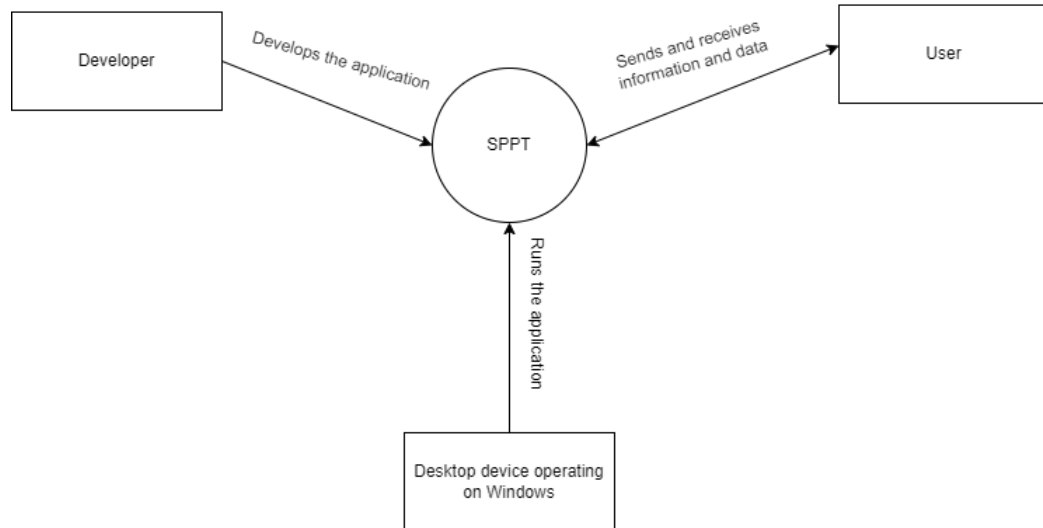 Developer
Develops the application
SPPT
Sends and receives
information and data
User
Runs the application
Desktop device operating
on Windows